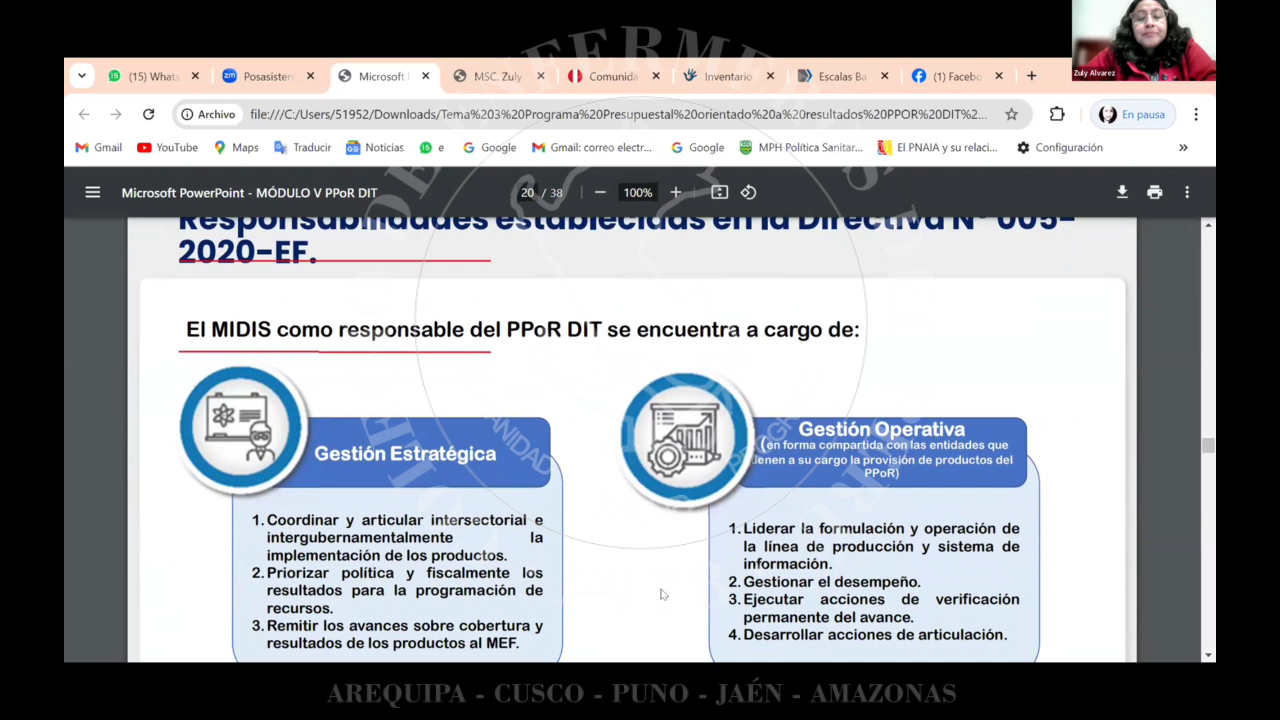 Zuly Alvarez
(15) Whats
Posasisten
Microsoft
MSC. Zuly
Comunida
Inventario
Escalas Ba
(1) Facebo
Archivo
file:///C:/Users/51952/Downloads/Tema%203%20Programa%20Presupuestal%20orientado%20a%20resultados%20PPOR%20DIT%2...
En pausa
Gmail
YouTube
Maps
Traducir
Noticias
e
Google
Gmail: correo electr...
Google
MPH Política Sanitar...
El PNAIA y su relaci...
Configuración
»
Microsoft PowerPoint - MÓDULO V PPoR DIT
20 / 38
100%
Responsabilidades establecidas en la Directiva N° 005-
2020-EF.
El MIDIS como responsable del PPoR DIT se encuentra a cargo de:
Gestión Estratégica
1. Coordinar y articular intersectorial e
intergubernamentalmente la
implementación de los productos.
2. Priorizar política y fiscalmente los
resultados para la programación de
recursos.
3. Remitir los avances sobre cobertura y
resultados de los productos al MEF.
Gestión Operativa
(en forma compartida con las entidades que
tienen a su cargo la provisión de productos del
PPoR)
1. Liderar la formulación y operación de
la línea de producción y sistema de
información.
2. Gestionar el desempeño.
3. Ejecutar acciones de verificación
permanente del avance.
4. Desarrollar acciones de articulación.
AREQUIPA - CUSCO - PUNO - JAÉN - AMAZONAS